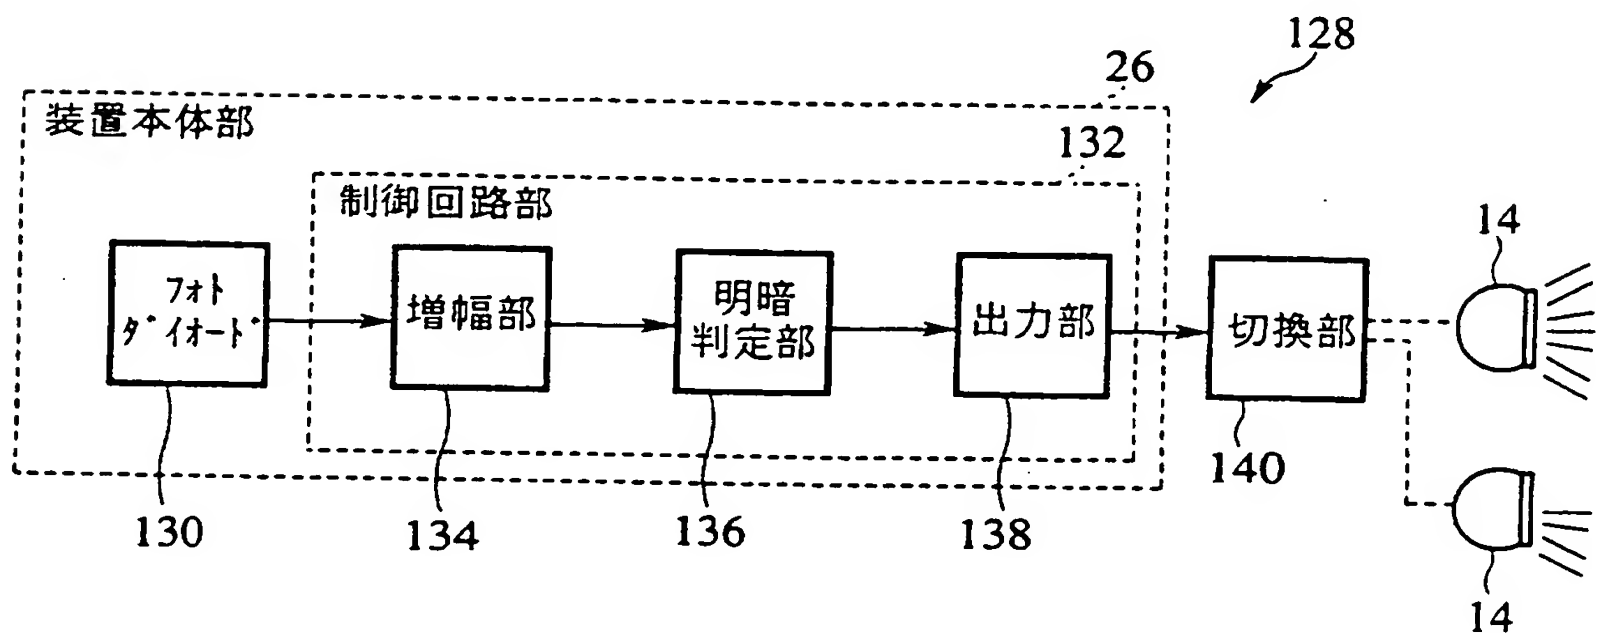 128
26
装置本体部
132
制御回路部
14
フォト
ダイオード
増幅部
明暗
判定部
出力部
切換部
140
130
134
136
138
14